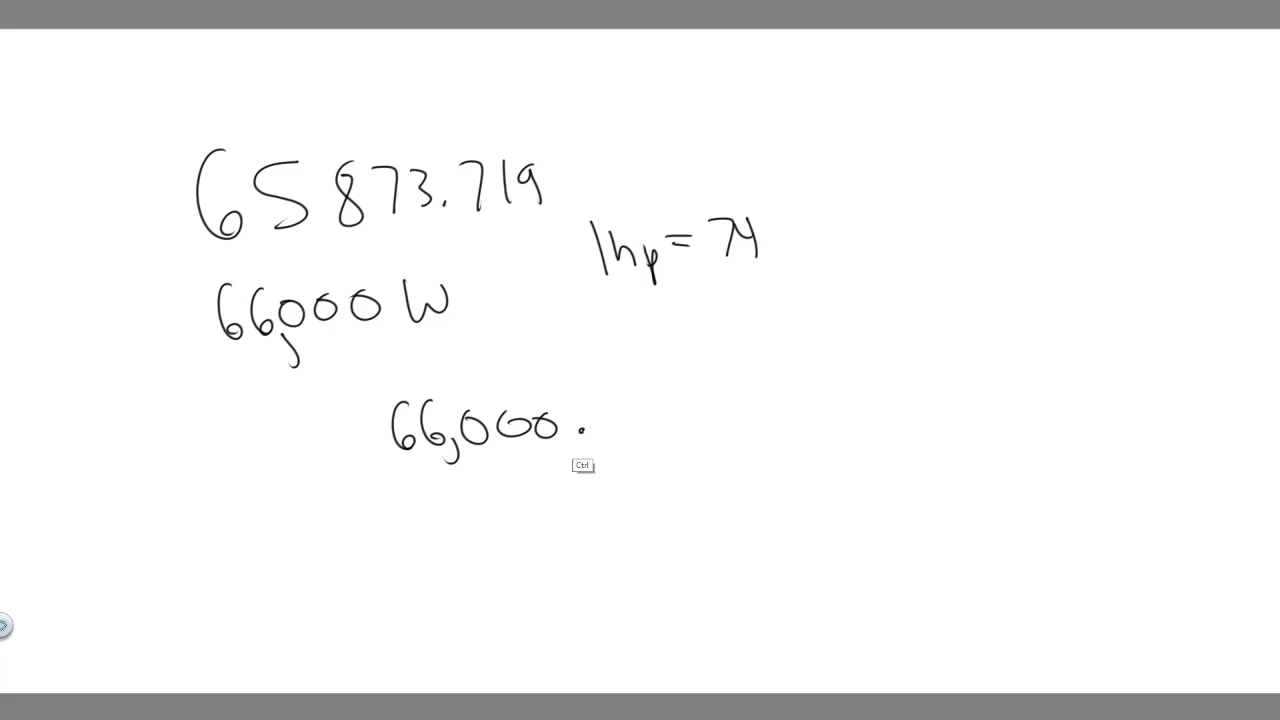 65873.719
1hp = 74
66,000 W
66,000 .
Ctrl